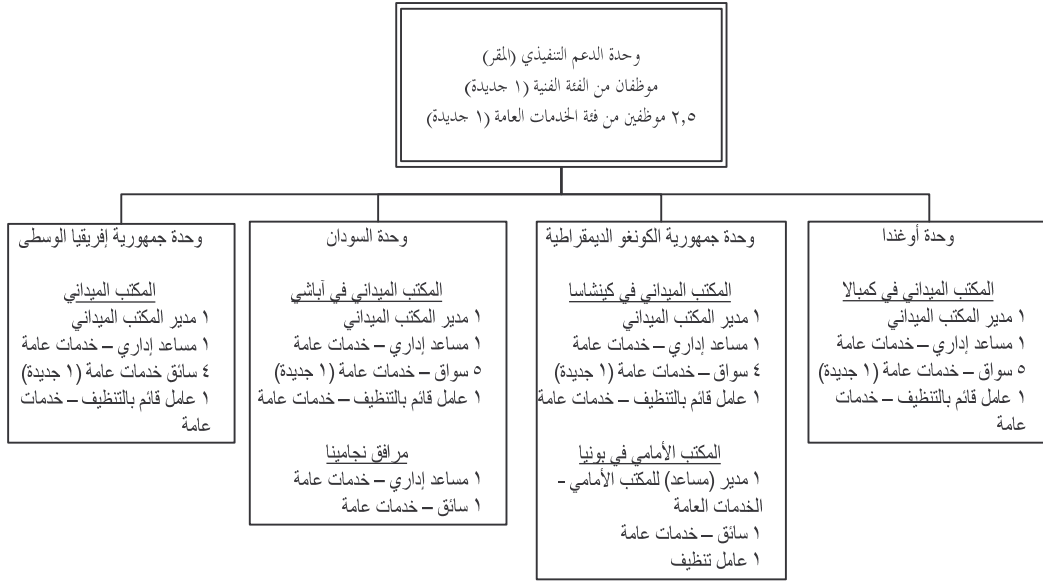 وحدة الدعم التنفيذي (المقر)
موظفان من الفئة الفنية (١ جديدة)
٢,٥ موظفين من فئة الخدمات العامة (١ جديدة)
وحدة أوغندا
المكتب الميداني في كمبالا
١ مدير المكتب الميداني
١ مساعد إداري – خدمات عامة
٥ سواق – خدمات عامة (١ جديدة)
١ عامل قائم بالتنظيف – خدمات
عامة
وحدة جمهورية الكونغو الديمقراطية
المكتب الميداني في كينشاسا
١ مدير المكتب الميداني
١ مساعد إداري – خدمات عامة
٤ سواق – خدمات عامة (١ جديدة)
١ عامل قائم بالتنظيف – خدمات عامة
المكتب الأمامي في بونيا
١ مدير (مساعد) للمكتب الأمامي -
الخدمات العامة
١ سائق – خدمات عامة
١ عامل تنظيف
وحدة السودان
المكتب الميداني في آباشي
١ مدير المكتب الميداني
١ مساعد إداري – خدمات عامة
٥ سواق – خدمات عامة (١ جديدة)
١ عامل قائم بالتنظيف – خدمات عامة
مرافق نجامينا
١ مساعد إداري – خدمات عامة
١ سائق – خدمات عامة
وحدة جمهورية إفريقيا الوسطى
المكتب الميداني
١ مدير المكتب الميداني
١ مساعد إداري – خدمات عامة
٤ سائق خدمات عامة (١ جديدة)
١ عامل قائم بالتنظيف – خدمات
عامة